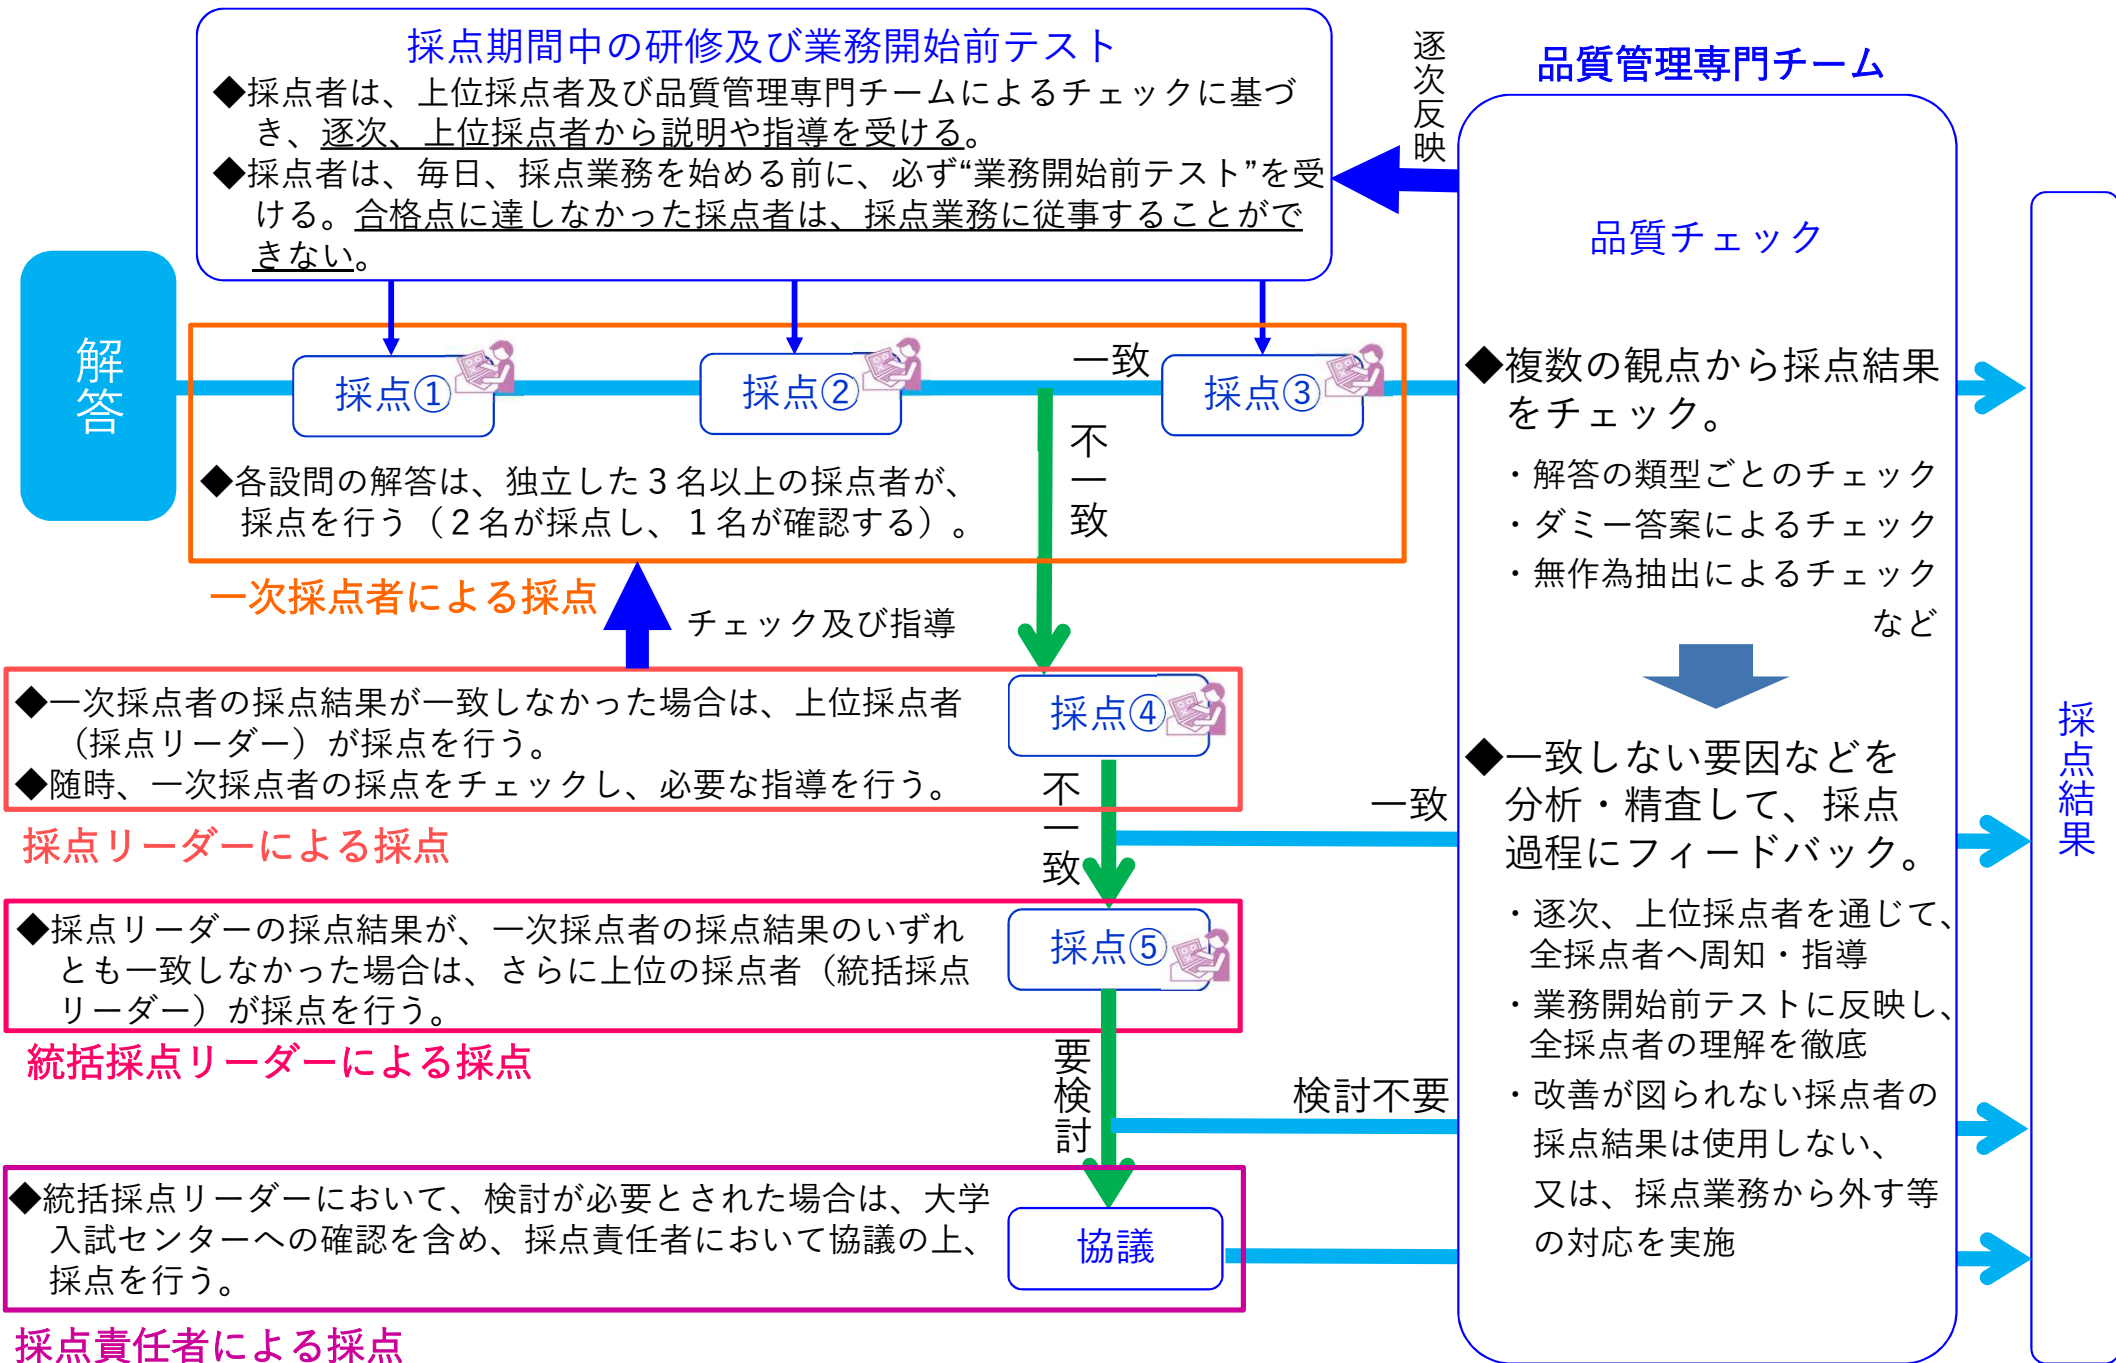 採点期間中の研修及び業務開始前テスト
◆採点者は、上位採点者及び品質管理専門チームによるチェックに基づ
き、逐次、上位採点者から説明や指導を受ける。
◆採点者は、毎日、採点業務を始める前に、必ず“業務開始前テスト”を受
ける。合格点に達しなかった採点者は、採点業務に従事することがで
きない。
逐次反映
解答
採点①
採点②
一致
採点③
不一致
◆各設問の解答は、独立した３名以上の採点者が、
採点を行う（２名が採点し、１名が確認する）。
一次採点者による採点
チェック及び指導
◆一次採点者の採点結果が一致しなかった場合は、上位採点者
（採点リーダー）が採点を行う。
◆随時、一次採点者の採点をチェックし、必要な指導を行う。
採点④
不一致
一致
採点リーダーによる採点
◆採点リーダーの採点結果が、一次採点者の採点結果のいずれ
とも一致しなかった場合は、さらに上位の採点者（統括採点
リーダー）が採点を行う。
採点⑤
統括採点リーダーによる採点
要検討
検討不要
◆統括採点リーダーにおいて、検討が必要とされた場合は、大学
入試センターへの確認を含め、採点責任者において協議の上、
採点を行う。
協議
採点責任者による採点
品質管理専門チーム
品質チェック
◆複数の観点から採点結果
をチェック。
・解答の類型ごとのチェック
・ダミー答案によるチェック
・無作為抽出によるチェック
など
◆一致しない要因などを
分析・精査して、採点
過程にフィードバック。
・逐次、上位採点者を通じて、
全採点者へ周知・指導
・業務開始前テストに反映し、
全採点者の理解を徹底
・改善が図られない採点者の
採点結果は使用しない、
又は、採点業務から外す等
の対応を実施
採点結果